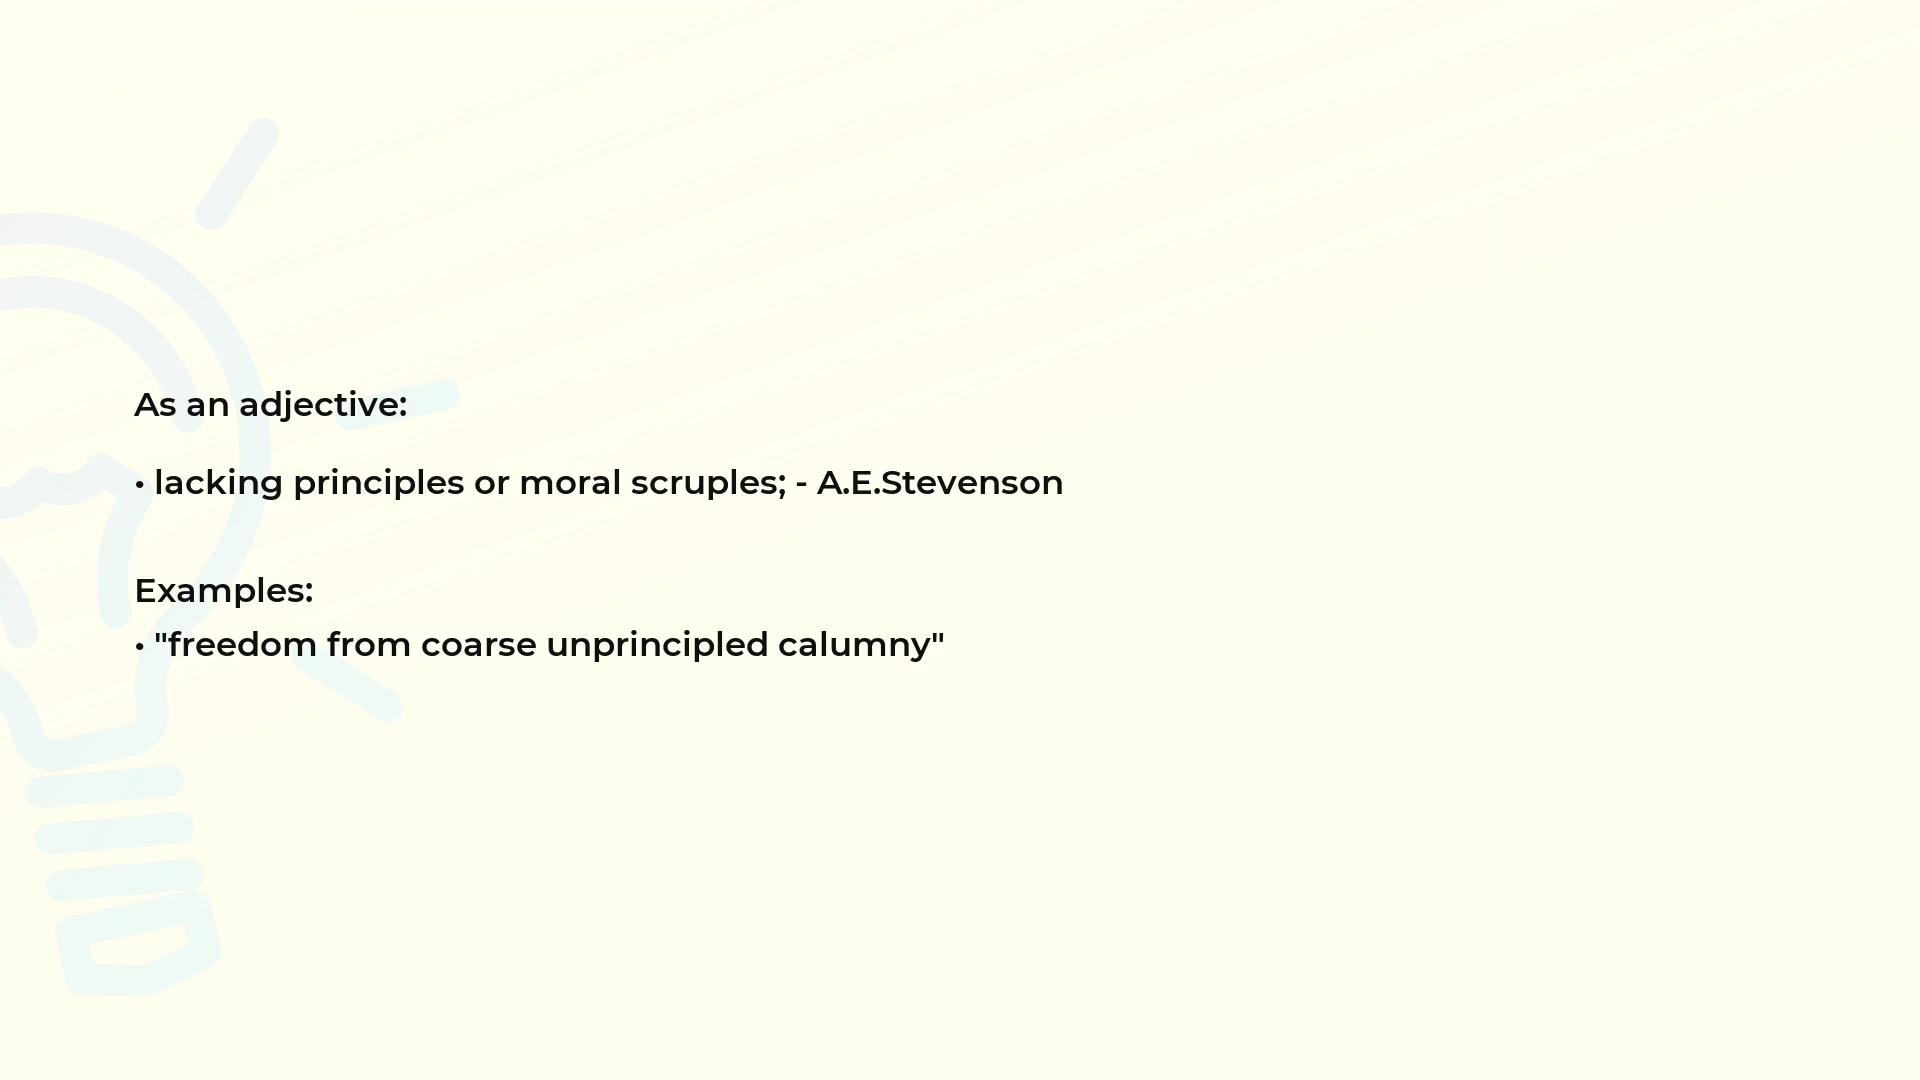 As an adjective:
• lacking principles or moral scruples; - A.E.Stevenson
Examples:
• "freedom from coarse unprincipled calumny"